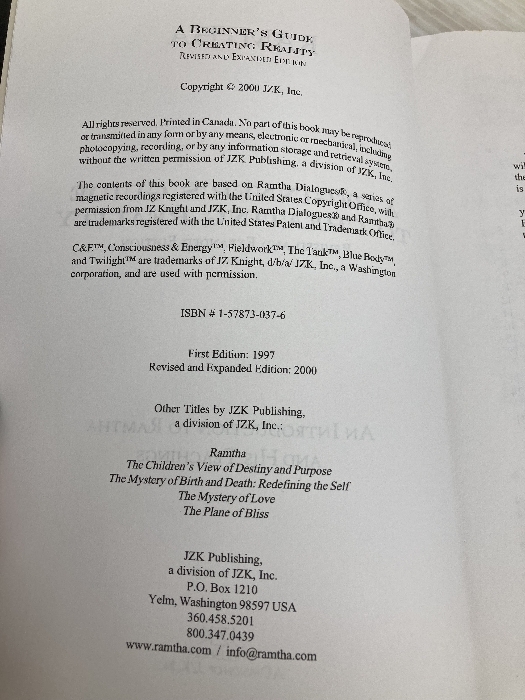 A BEGINNER'S GUIDE
TO CREATING REALITY
REVISED AND EXPANDED EDITION
Copyright © 2000 JZK, Inc.
All rights reserved. Printed in Canada. No part of this book may be reproduced
or transmitted in any form or by any means, electronic or mechanical, including
photocopying, recording, or by any information storage and retrieval system,
without the written permission of JZK Publishing, a division of JZK, Inc.
The contents of this book are based on Ramtha Dialogues®, a series of
magnetic recordings registered with the United States Copyright Office, with
permission from JZ Knight and JZK, Inc. Ramtha Dialogues® and Ramtha®
are trademarks registered with the United States Patent and Trademark Office.
C&E™, Consciousness & Energy™, Fieldwork™, The Tank™, Blue Body™,
and Twilight™ are trademarks of JZ Knight, d/b/a/ JZK, Inc., a Washington
corporation, and are used with permission.
ISBN # 1-57873-037-6
First Edition: 1997
Revised and Expanded Edition: 2000
Other Titles by JZK Publishing,
a division of JZK, Inc.:
Ramtha
The Children's View of Destiny and Purpose
The Mystery of Birth and Death: Redefining the Self
The Mystery of Love
The Plane of Bliss
JZK Publishing,
a division of JZK, Inc.
P.O. Box 1210
Yelm, Washington 98597 USA
360.458.5201
800.347.0439
www.ramtha.com / info@ramtha.com